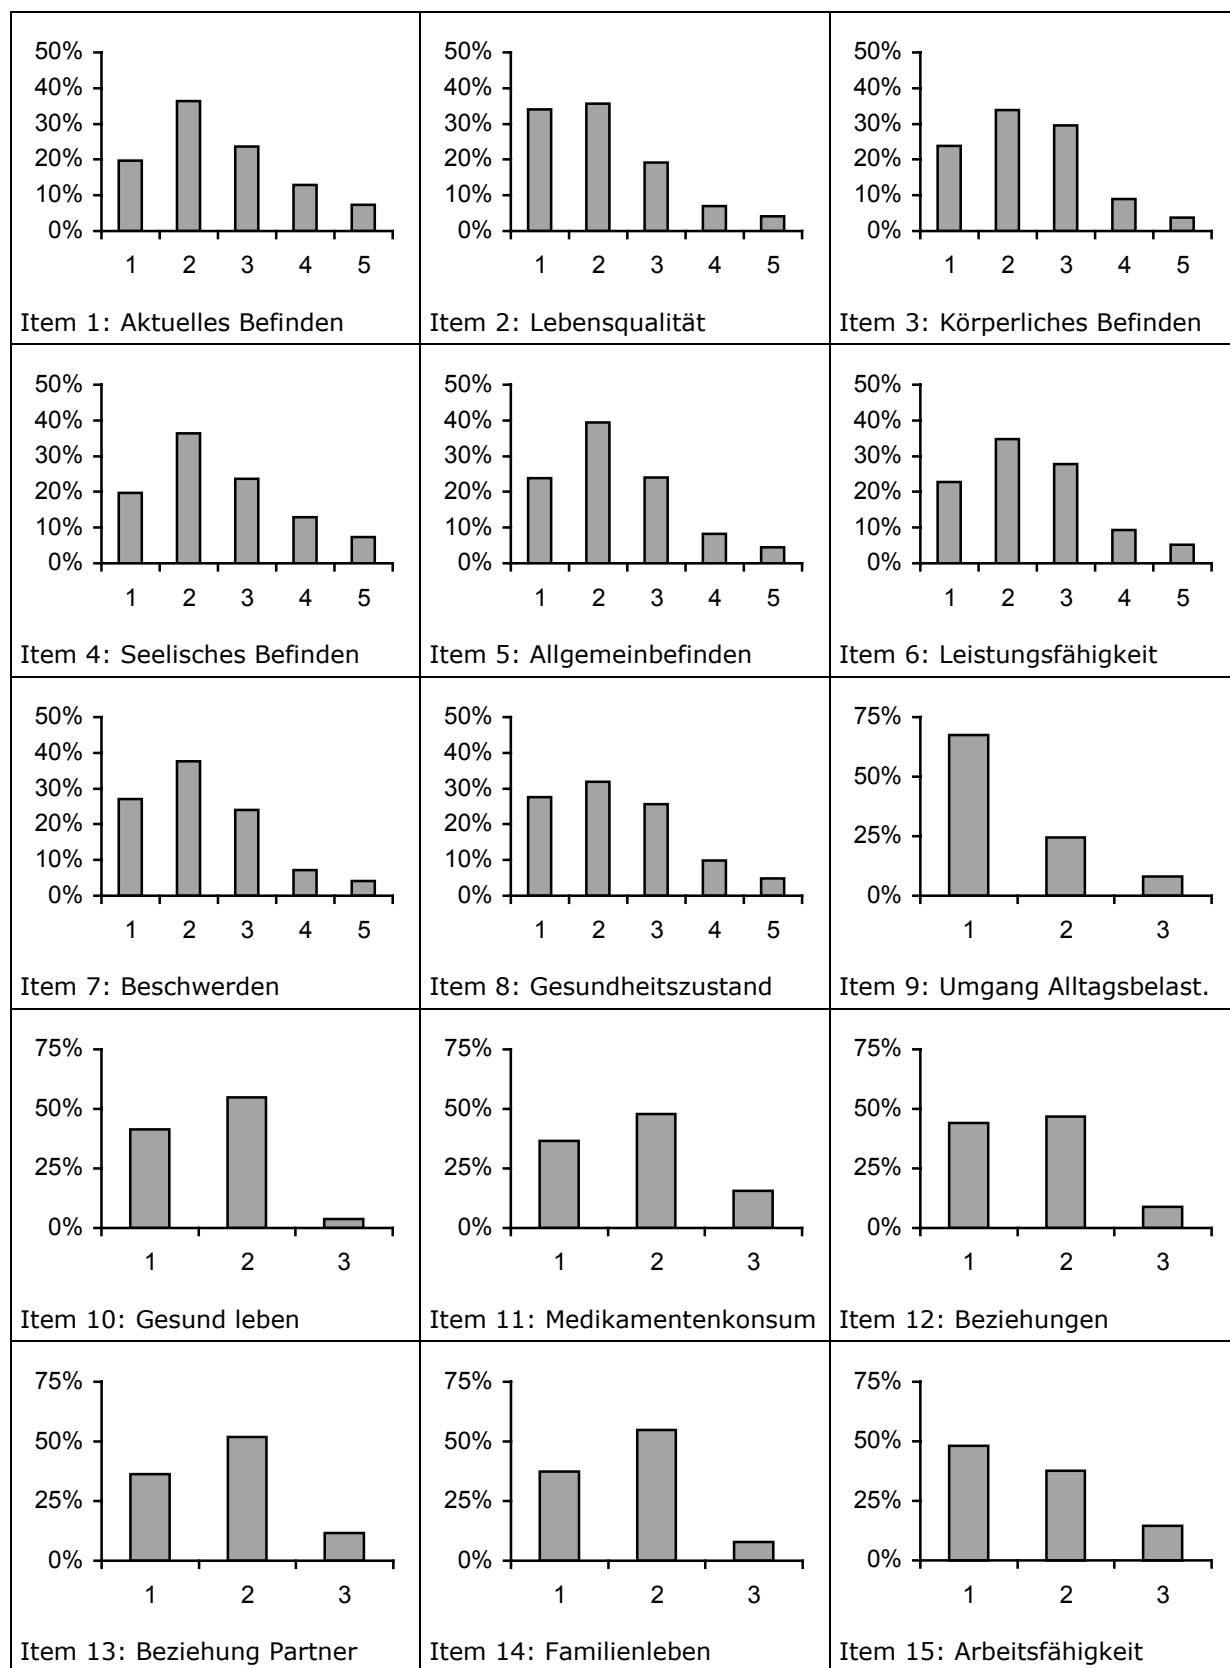 50%
40%
30%
20%
10%
0%
1 2 3 4 5
Item 1: Aktuelles Befinden
50%
40%
30%
20%
10%
0%
1 2 3 4 5
Item 2: Lebensqualität
50%
40%
30%
20%
10%
0%
1 2 3 4 5
Item 3: Körperliches Befinden
50%
40%
30%
20%
10%
0%
1 2 3 4 5
Item 4: Seelisches Befinden
50%
40%
30%
20%
10%
0%
1 2 3 4 5
Item 5: Allgemeinbefinden
50%
40%
30%
20%
10%
0%
1 2 3 4 5
Item 6: Leistungsfähigkeit
50%
40%
30%
20%
10%
0%
1 2 3 4 5
Item 7: Beschwerden
50%
40%
30%
20%
10%
0%
1 2 3 4 5
Item 8: Gesundheitszustand
75%
50%
25%
0%
1 2 3
Item 9: Umgang Alltagsbelast.
75%
50%
25%
0%
1 2 3
Item 10: Gesund leben
75%
50%
25%
0%
1 2 3
Item 11: Medikamentenkonsum
75%
50%
25%
0%
1 2 3
Item 12: Beziehungen
75%
50%
25%
0%
1 2 3
Item 13: Beziehung Partner
75%
50%
25%
0%
1 2 3
Item 14: Familienleben
75%
50%
25%
0%
1 2 3
Item 15: Arbeitsfähigkeit